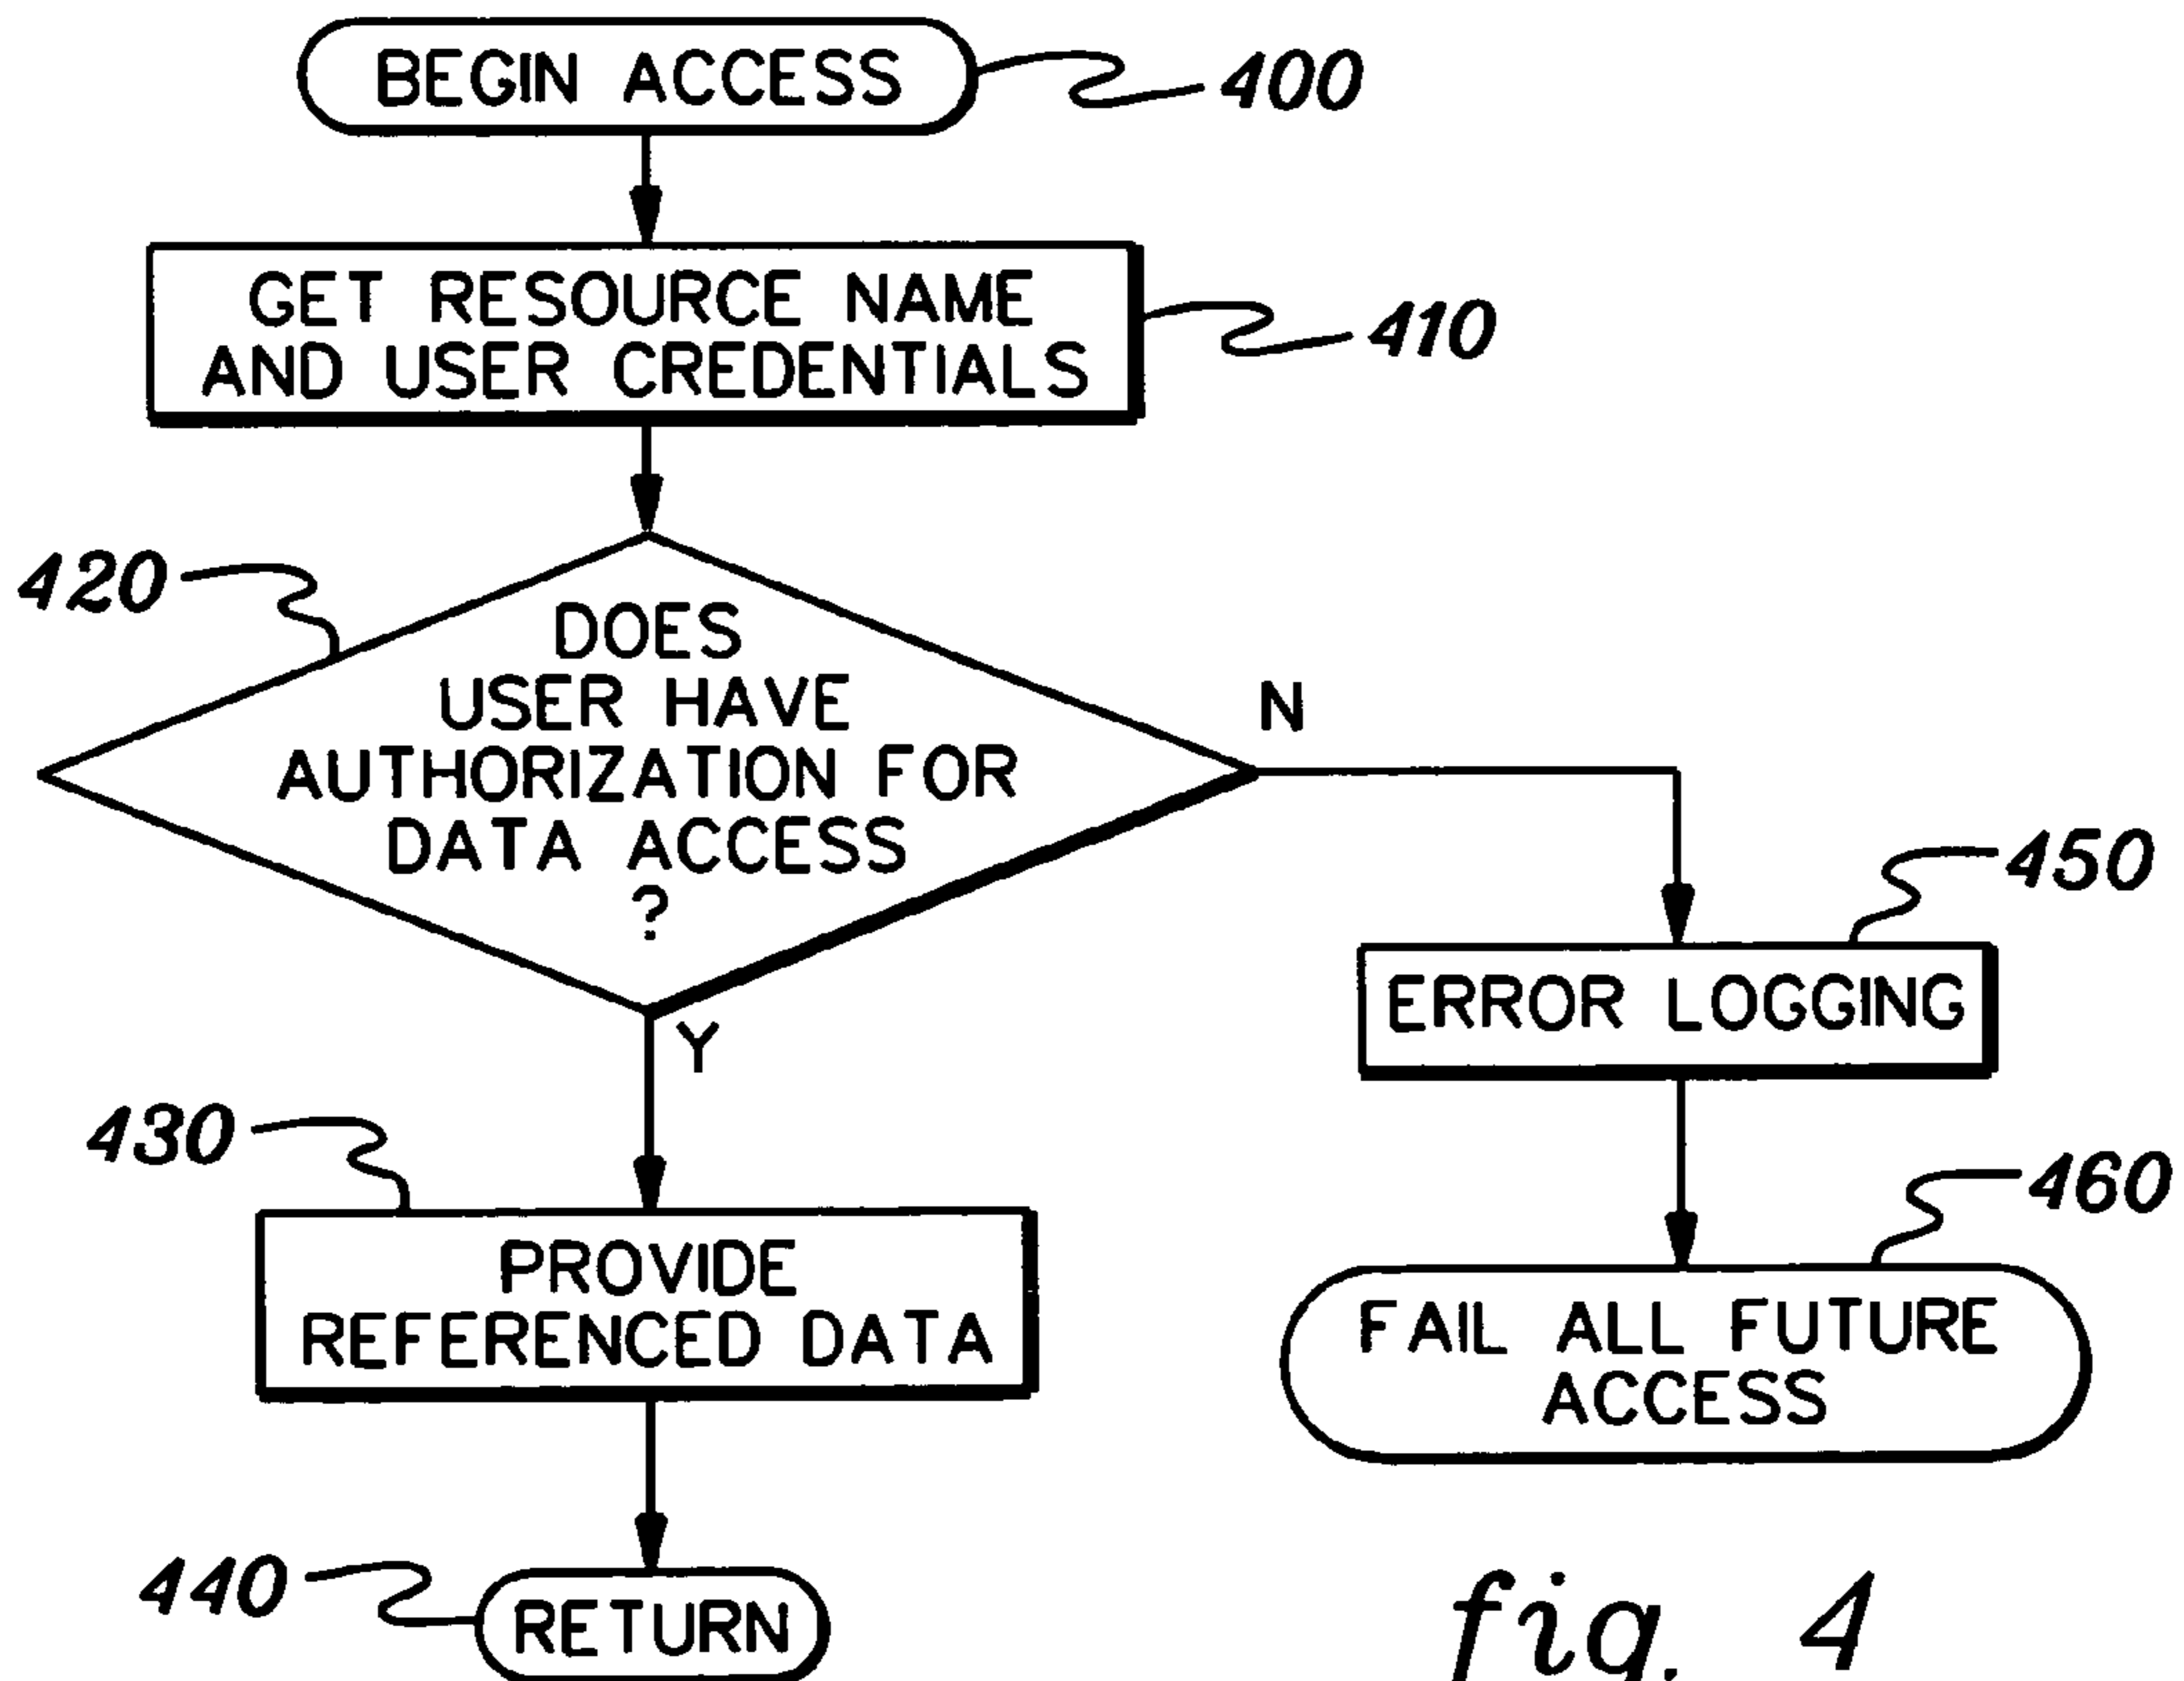 BEGIN ACCESS
400
GET RESOURCE NAME
AND USER CREDENTIALS
410
420
DOES
USER HAVE
AUTHORIZATION FOR
DATA ACCESS
?
N
Y
450
ERROR LOGGING
430
PROVIDE
REFERENCED DATA
460
FAIL ALL FUTURE
ACCESS
440
RETURN
fig. 4